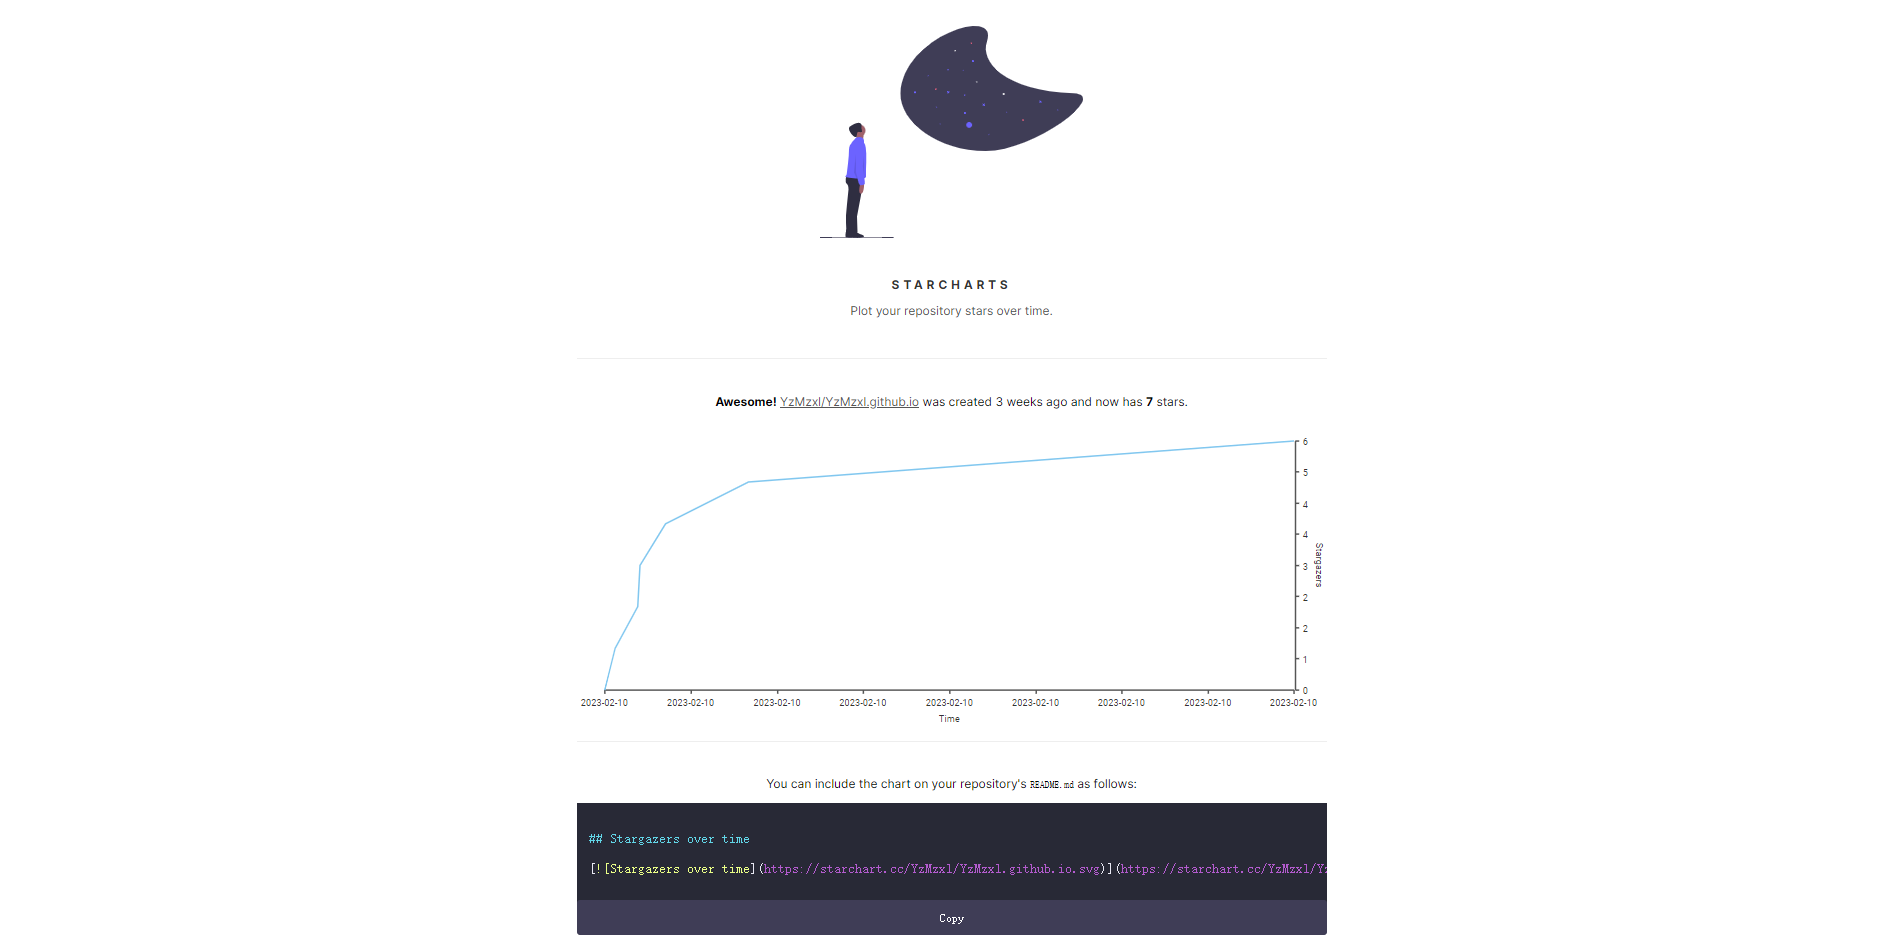 STARCHARTS
Plot your repository stars over time.
Awesome! YzMzxl/YzMzxl.github.io was created 3 weeks ago and now has 7 stars.
6
5
4
4
3
2
2
1
0
Stargazers
2023-02-10 2023-02-10 2023-02-10 2023-02-10 2023-02-10 2023-02-10 2023-02-10 2023-02-10 2023-02-10
Time
You can include the chart on your repository's README.md as follows:
## Stargazers over time
[![Stargazers over time](https://starchart.cc/YzMzxl/YzMzxl.github.io.svg)](https://starchart.cc/YzMzxl/Yz
Copy